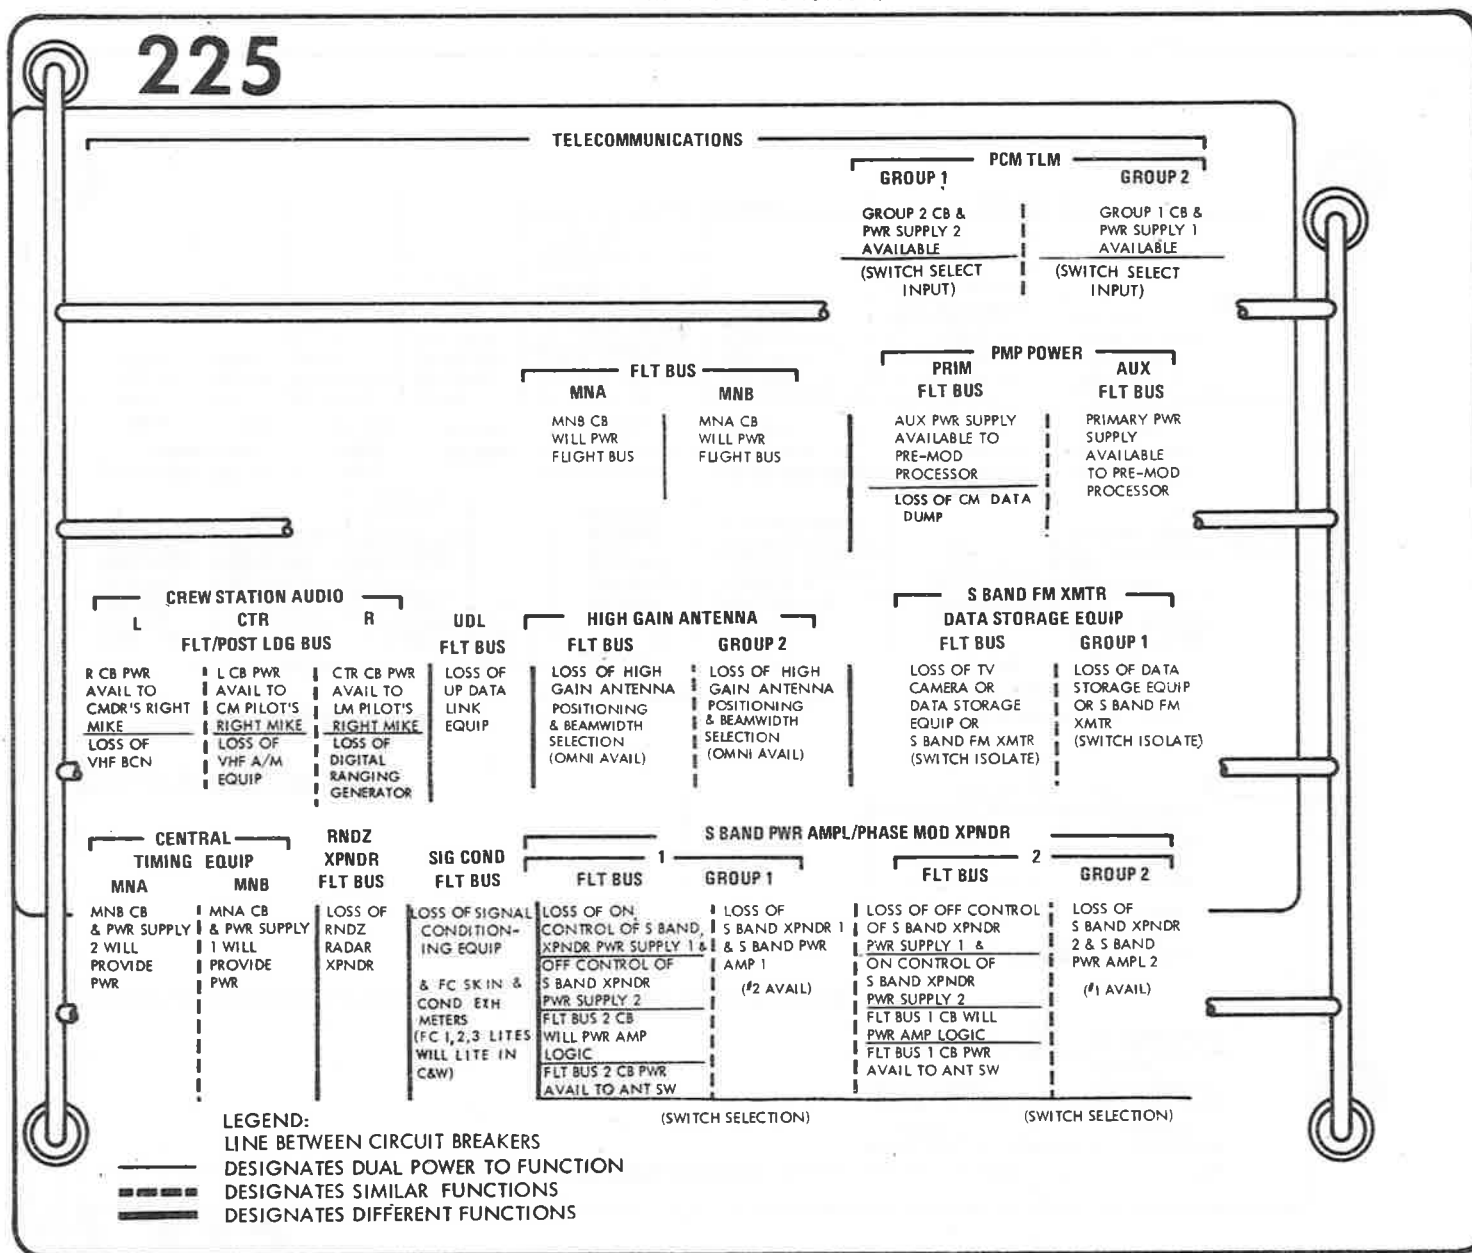 225
TELECOMMUNICATIONS
PCM TLM
GROUP 1
GROUP 2
GROUP 2 CB &
PWR SUPPLY 2
AVAILABLE
(SWITCH SELECT
INPUT)
GROUP 1 CB &
PWR SUPPLY 1
AVAILABLE
(SWITCH SELECT
INPUT)
FLT BUS
MNA
MNB
MNB CB
WILL PWR
FLIGHT BUS
MNA CB
WILL PWR
FLIGHT BUS
PMP POWER
PRIM
FLT BUS
AUX
FLT BUS
AUX PWR SUPPLY
AVAILABLE TO
PRE-MOD
PROCESSOR
LOSS OF CM DATA
DUMP
PRIMARY PWR
SUPPLY
AVAILABLE
TO PRE-MOD
PROCESSOR
CREW STATION AUDIO
L
CTR
R
FLT/POST LDG BUS
R CB PWR
AVAIL TO
CMDR'S RIGHT
MIKE
LOSS OF
VHF BCN
L CB PWR
AVAIL TO
CM PILOT'S
RIGHT MIKE
LOSS OF
VHF A/M
EQUIP
CTR CB PWR
AVAIL TO
LM PILOT'S
RIGHT MIKE
LOSS OF
DIGITAL
RANGING
GENERATOR
UDL
FLT BUS
LOSS OF
UP DATA
LINK
EQUIP
HIGH GAIN ANTENNA
FLT BUS
GROUP 2
LOSS OF HIGH
GAIN ANTENNA
POSITIONING
& BEAMWIDTH
SELECTION
(OMNI AVAIL)
LOSS OF HIGH
GAIN ANTENNA
POSITIONING
& BEAMWIDTH
SELECTION
(OMNI AVAIL)
S BAND FM XMTR
DATA STORAGE EQUIP
FLT BUS
GROUP 1
LOSS OF TV
CAMERA OR
DATA STORAGE
EQUIP OR
S BAND FM XMTR
(SWITCH ISOLATE)
LOSS OF DATA
STORAGE EQUIP
OR S BAND FM
XMTR
(SWITCH ISOLATE)
CENTRAL
TIMING EQUIP
MNA
MNB
MNB CB
& PWR SUPPLY
2 WILL
PROVIDE
PWR
MNA CB
& PWR SUPPLY
1 WILL
PROVIDE
PWR
RNDZ
XPNDR
FLT BUS
LOSS OF
RNDZ
RADAR
XPNDR
SIG COND
FLT BUS
LOSS OF SIGNAL
CONDITION-
ING EQUIP
& FC SK IN &
COND EXH
METERS
(FC 1,2,3 LITES
WILL LITE IN
C&W)
S BAND PWR AMPL/PHASE MOD XPNDR
1
FLT BUS
GROUP 1
LOSS OF ON
CONTROL OF S BAND,
XPNDR PWR SUPPLY 1 &
OFF CONTROL OF
S BAND XPNDR
PWR SUPPLY 2
FLT BUS 2 CB
WILL PWR AMP
LOGIC
FLT BUS 2 CB PWR
AVAIL TO ANT SW
LOSS OF
S BAND XPNDR 1
& S BAND PWR
AMP 1
(#2 AVAIL)
(SWITCH SELECTION)
2
FLT BUS
GROUP 2
LOSS OF OFF CONTROL
OF S BAND XPNDR
PWR SUPPLY 1 &
ON CONTROL OF
S BAND XPNDR
PWR SUPPLY 2
FLT BUS 1 CB WILL
PWR AMP LOGIC
FLT BUS 1 CB PWR
AVAIL TO ANT SW
LOSS OF
S BAND XPNDR
2 & S BAND
PWR AMPL 2
(#1 AVAIL)
(SWITCH SELECTION)
LEGEND:
LINE BETWEEN CIRCUIT BREAKERS
DESIGNATES DUAL POWER TO FUNCTION
DESIGNATES SIMILAR FUNCTIONS
DESIGNATES DIFFERENT FUNCTIONS